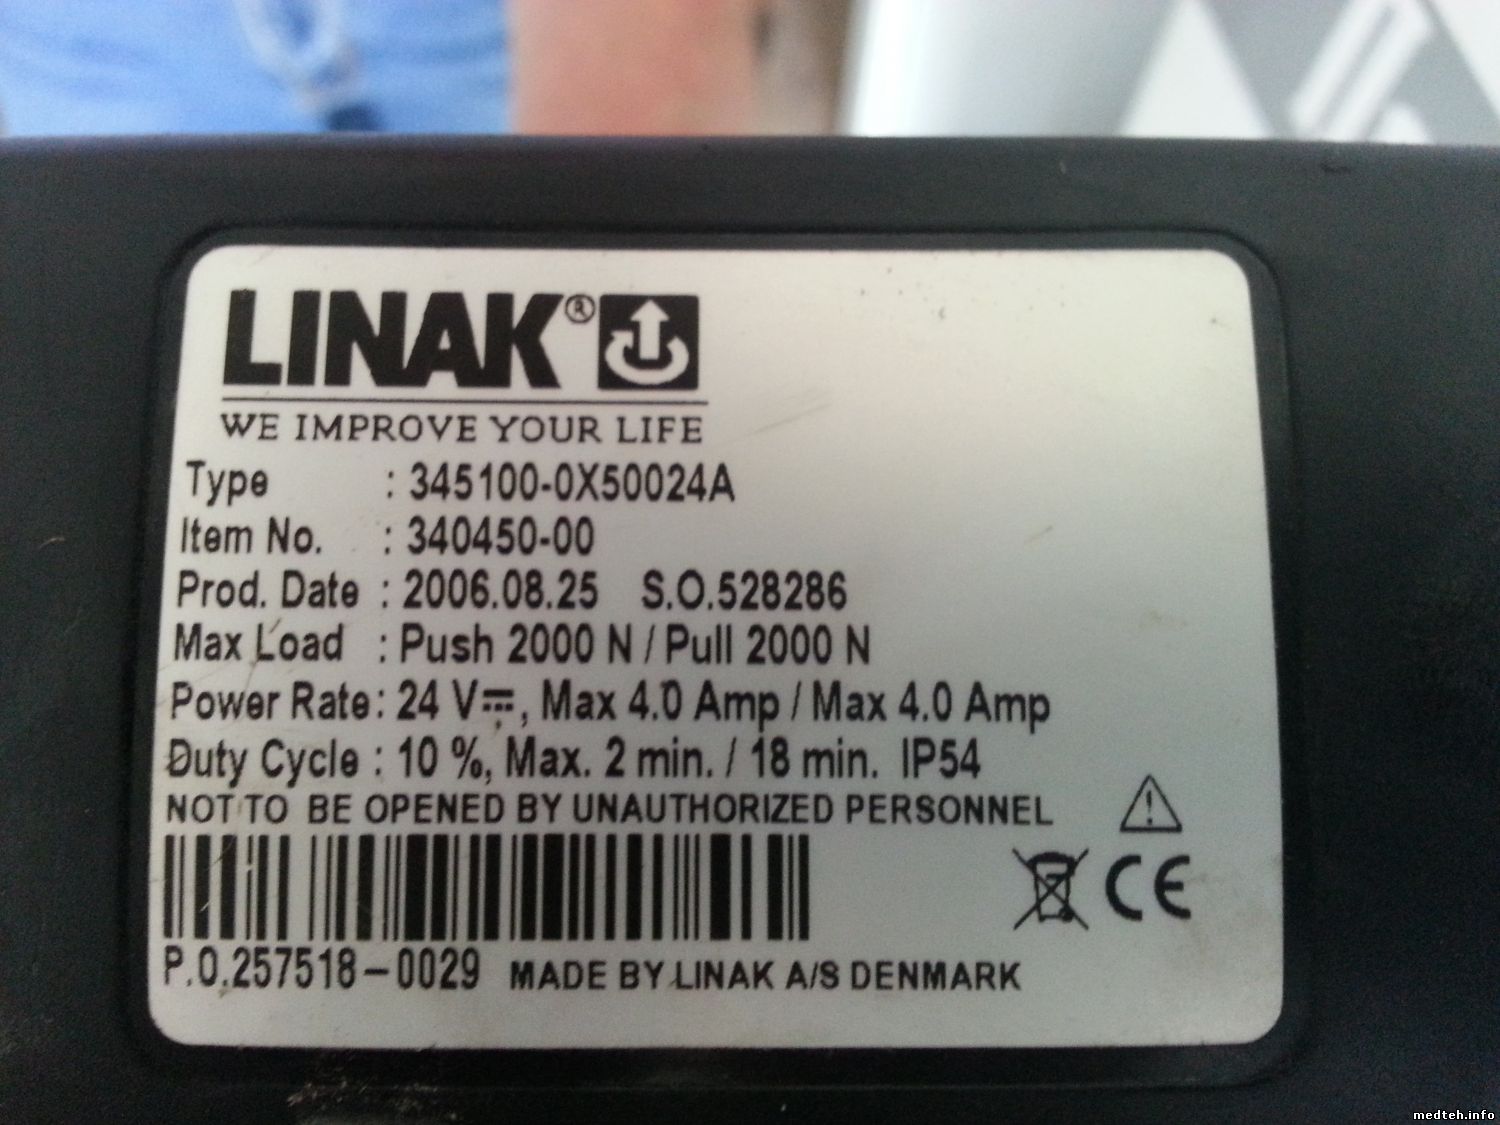 LINAK®
WE IMPROVE YOUR LIFE
Type : 345100-0X50024A
Item No. : 340450-00
Prod. Date : 2006.08.25 S.O.528286
Max Load : Push 2000 N / Pull 2000 N
Power Rate: 24 V⎓, Max 4.0 Amp / Max 4.0 Amp
Duty Cycle : 10 %, Max. 2 min. / 18 min. IP54
NOT TO BE OPENED BY UNAUTHORIZED PERSONNEL
CE
P.O.257518-0029 MADE BY LINAK A/S DENMARK
medteh.info